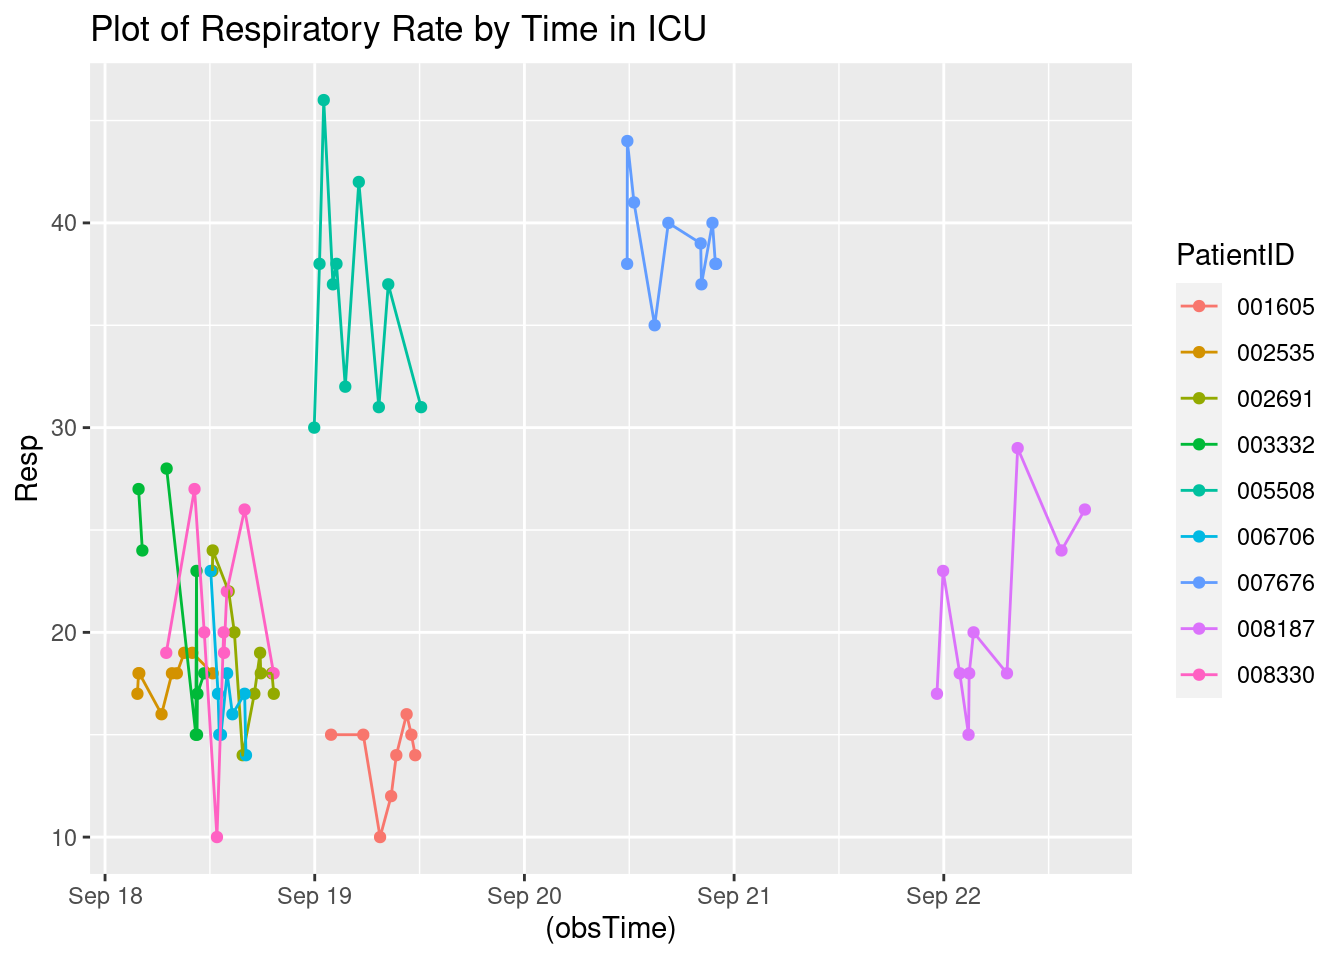 Plot of Respiratory Rate by Time in ICU
Resp
40
30
20
10
Sep 18 Sep 19 Sep 20 Sep 21 Sep 22
(obsTime)
PatientID
001605
002535
002691
003332
005508
006706
007676
008187
008330